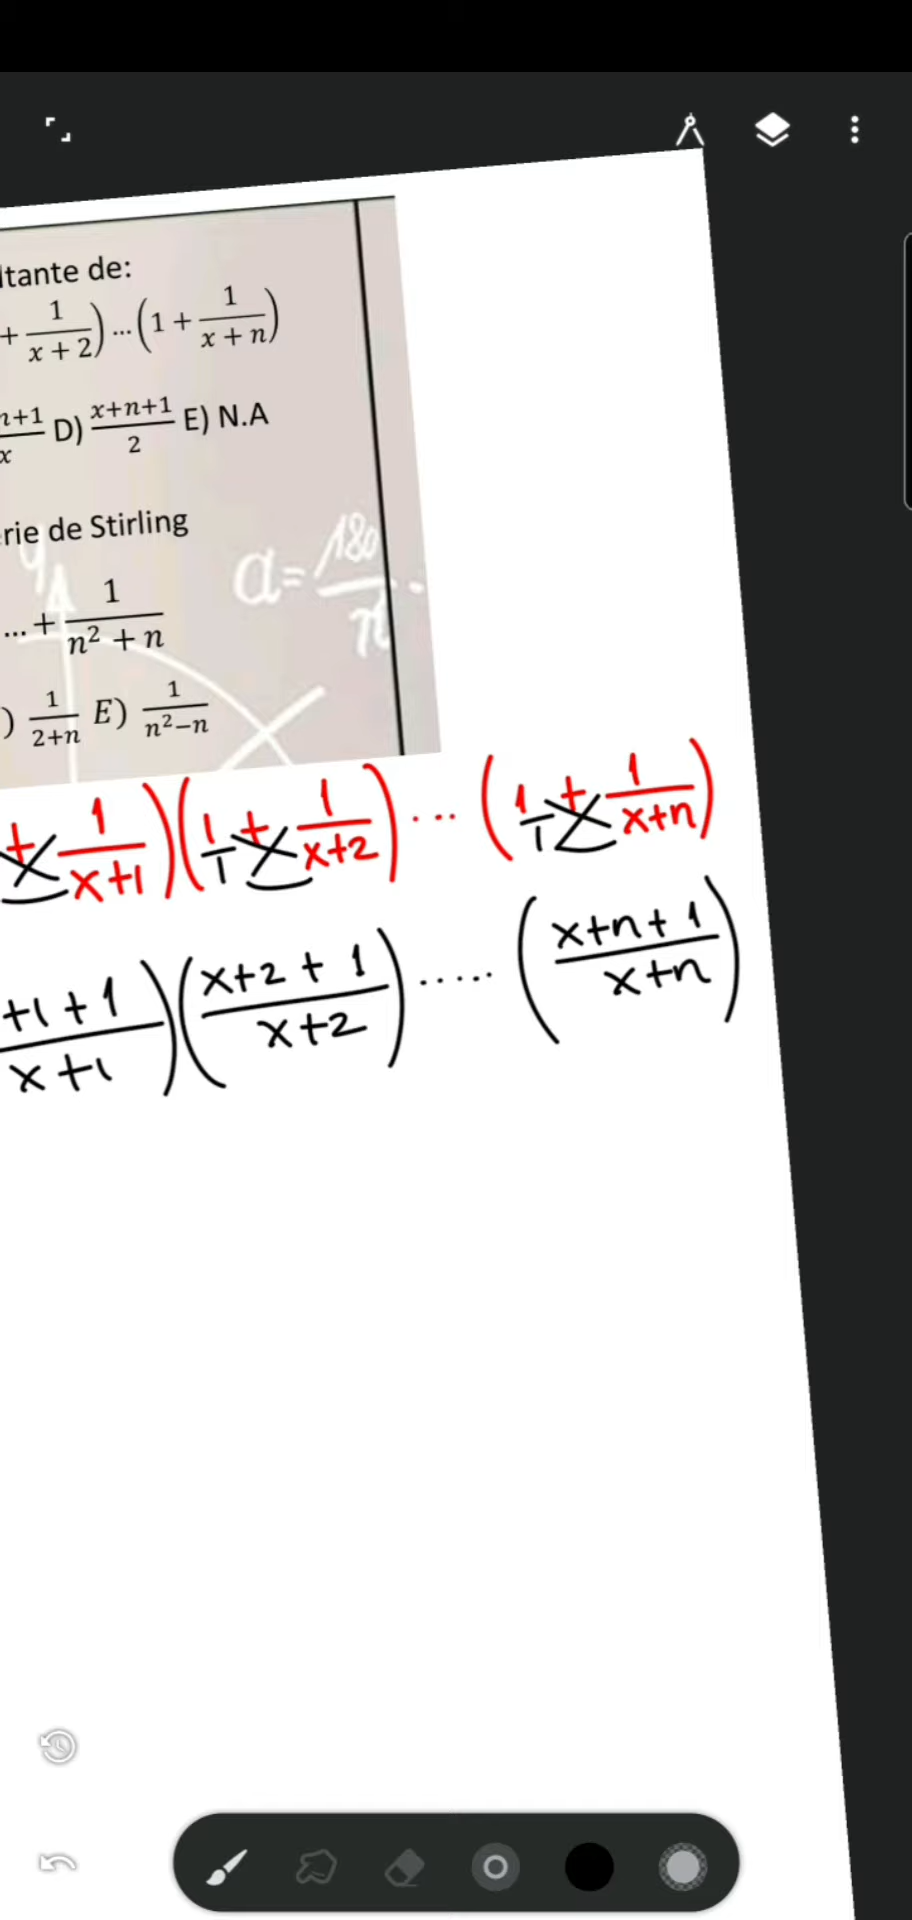 ltante de:
+ 1/(x + 2)) ... (1 + 1/(x + n))
n+1/x D) x+n+1/2 E) N.A
rie de Stirling
a = 180/n
... + 1/(n² + n)
) 1/(2+n) E) 1/(n²−n)
+ 1/(x+1)) (1/1 + 1/(x+2)) ... (1/1 + 1/(x+n))
+1+1/(x+1)) ((x+2+1)/(x+2)) ..... ((x+n+1)/(x+n))